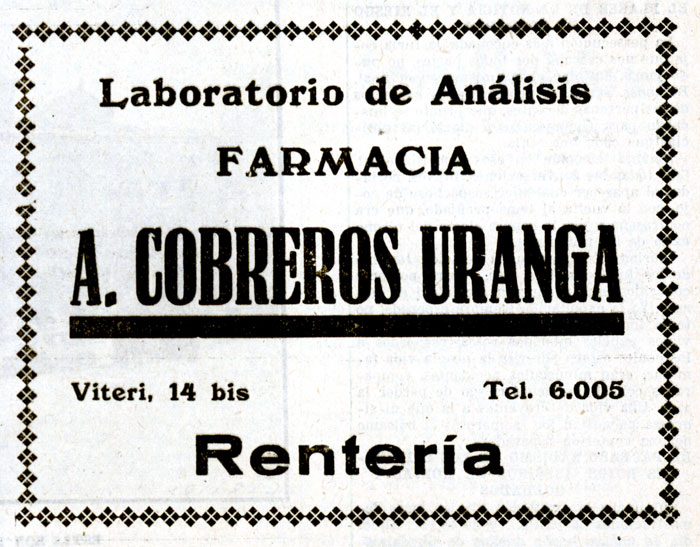 Laboratorio de Análisis
FARMACIA
A. COBREROS URANGA
Viteri, 14 bis Tel. 6.005
Rentería